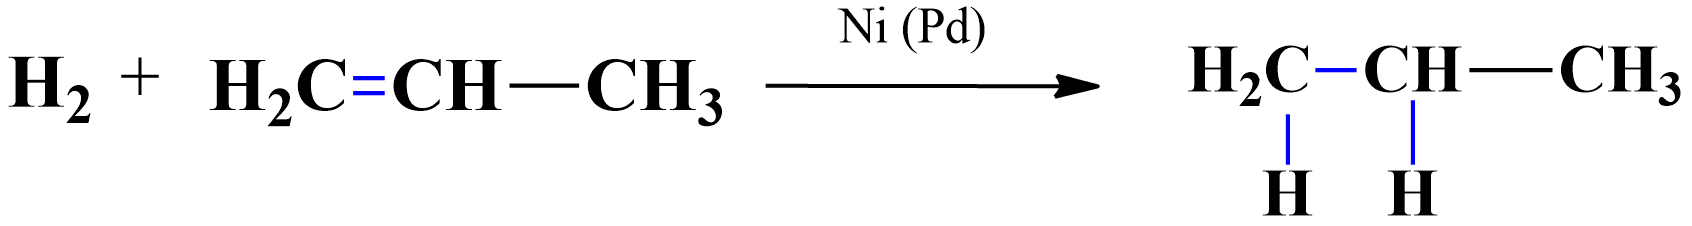 Ni (Pd)
H₂ + H₂C=CH—CH₃ ⟶ H₂C—CH—CH₃
H H